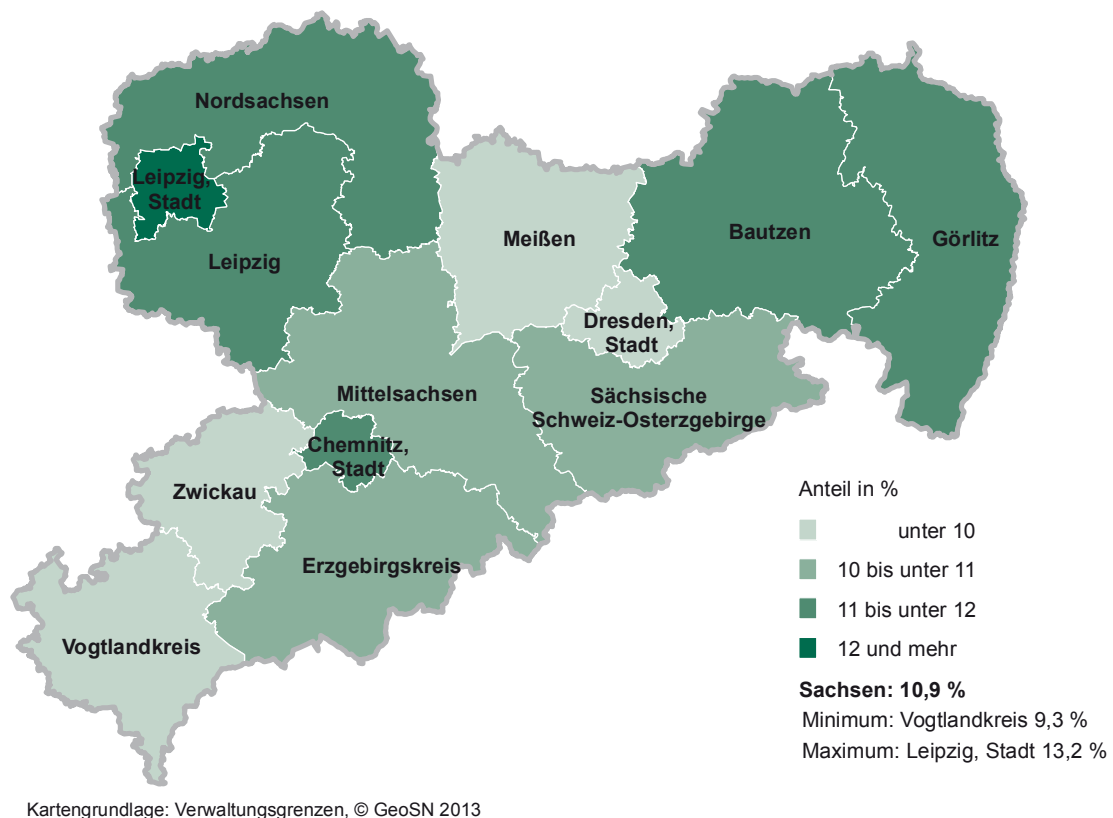 Nordsachsen
Leipzig,
Stadt
Leipzig
Meißen
Bautzen
Görlitz
Dresden,
Stadt
Mittelsachsen
Sächsische
Schweiz-Osterzgebirge
Chemnitz,
Stadt
Zwickau
Erzgebirgskreis
Vogtlandkreis
Anteil in %
unter 10
10 bis unter 11
11 bis unter 12
12 und mehr
Sachsen: 10,9 %
Minimum: Vogtlandkreis 9,3 %
Maximum: Leipzig, Stadt 13,2 %
Kartengrundlage: Verwaltungsgrenzen, © GeoSN 2013